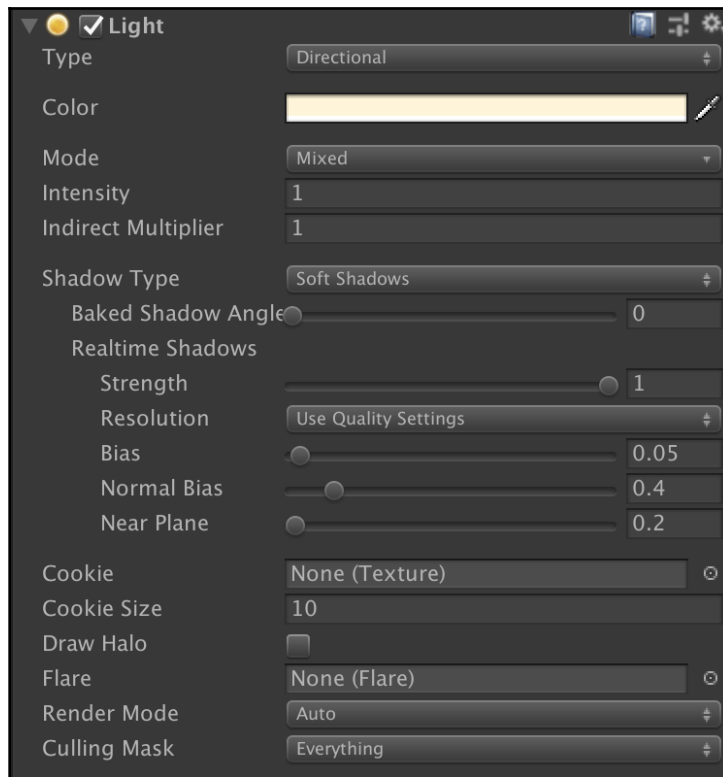 Light
Type Directional
Color
Mode Mixed
Intensity 1
Indirect Multiplier 1
Shadow Type Soft Shadows
Baked Shadow Angle 0
Realtime Shadows
Strength 1
Resolution Use Quality Settings
Bias 0.05
Normal Bias 0.4
Near Plane 0.2
Cookie None (Texture)
Cookie Size 10
Draw Halo
Flare None (Flare)
Render Mode Auto
Culling Mask Everything